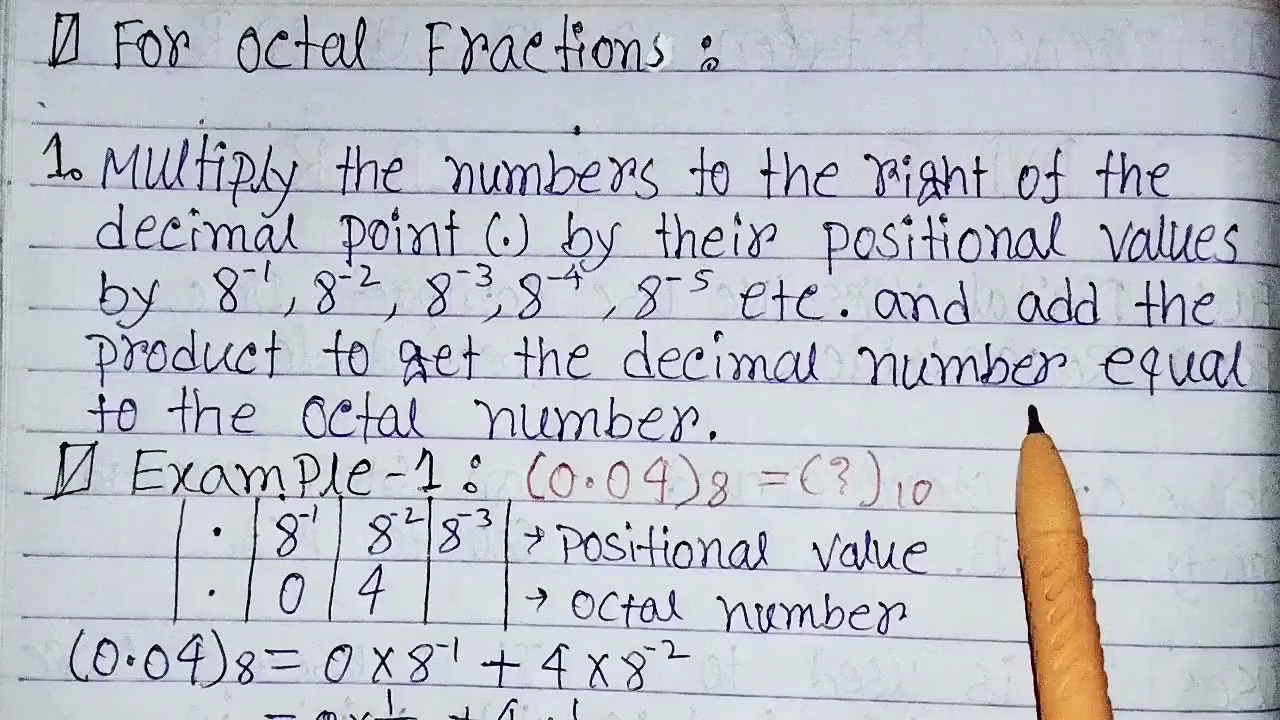 For Octal Fractions :
1. Multiply the numbers to the right of the
decimal point (.) by their positional values
by 8⁻¹, 8⁻², 8⁻³, 8⁻⁴, 8⁻⁵ etc. and add the
product to get the decimal number equal
to the octal number.
Example-1 : (0.04)₈ = (?)₁₀
. | 8⁻¹ | 8⁻² | 8⁻³ | → Positional value
. | 0 | 4 | | → Octal number
(0.04)₈ = 0 × 8⁻¹ + 4 × 8⁻²